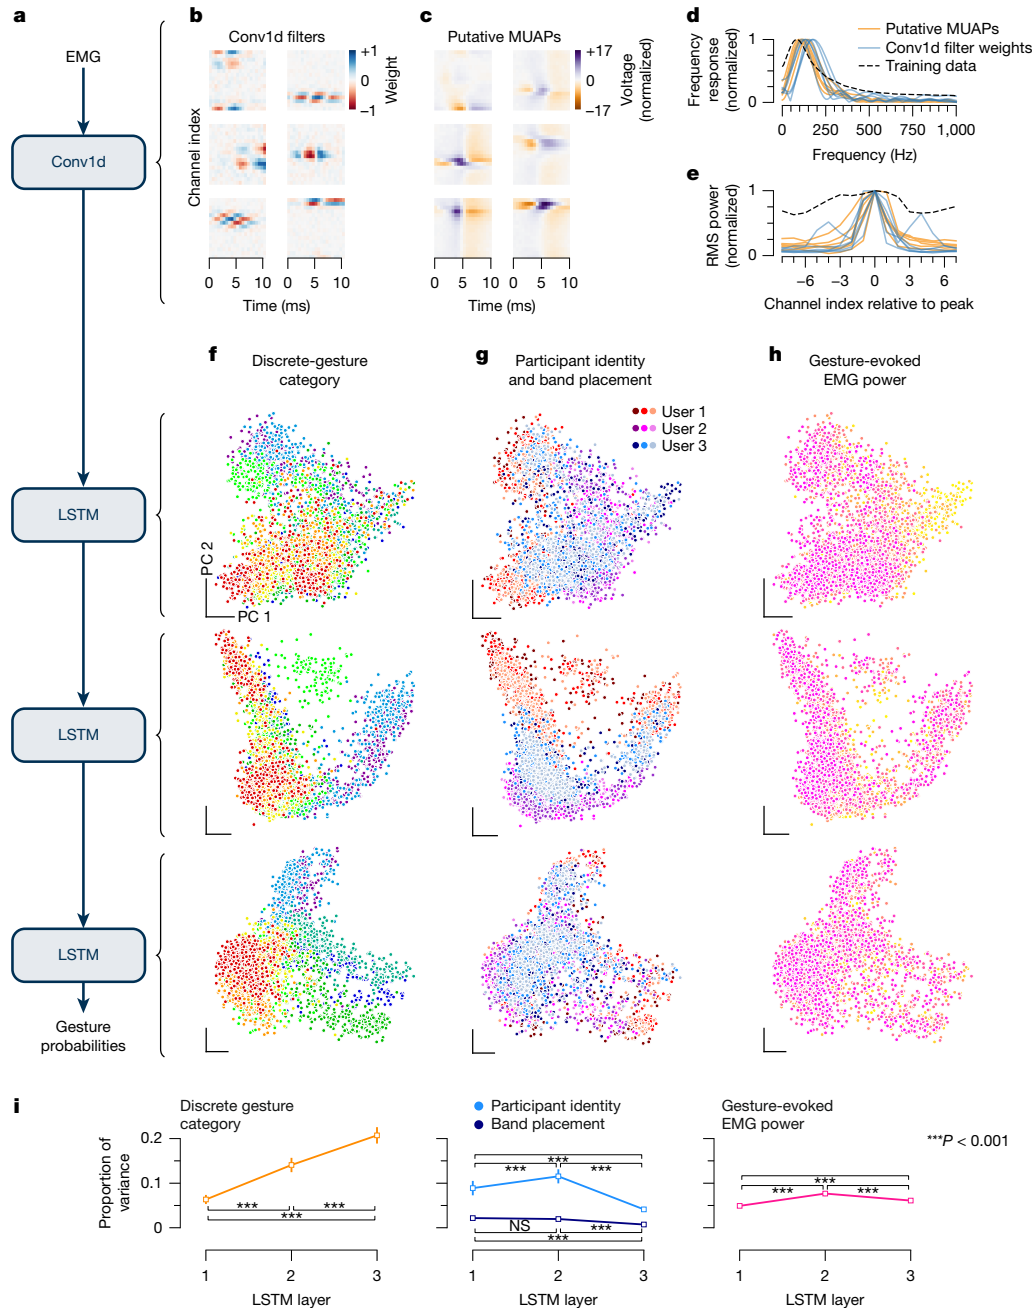 a
EMG
Conv1d
LSTM
LSTM
LSTM
Gesture
probabilities
b
Conv1d filters
Channel index
+1
0
−1
Weight
0 5 10
0 5 10
Time (ms)
c
Putative MUAPs
+17
0
−17
Voltage
(normalized)
0 5 10
0 5 10
Time (ms)
d
Frequency
response
(normalized)
1
0
Putative MUAPs
Conv1d filter weights
Training data
0 250 500 750 1,000
Frequency (Hz)
e
RMS power
(normalized)
1
0
−6 −3 0 3 6
Channel index relative to peak
f
Discrete-gesture
category
PC 2
PC 1
g
Participant identity
and band placement
User 1
User 2
User 3
h
Gesture-evoked
EMG power
i
Discrete gesture
category
Proportion of
variance
0.2
0.1
0
***
***
***
1 2 3
LSTM layer
Participant identity
Band placement
***
***
***
NS
***
***
1 2 3
LSTM layer
Gesture-evoked
EMG power
***
***
***
1 2 3
LSTM layer
***P < 0.001